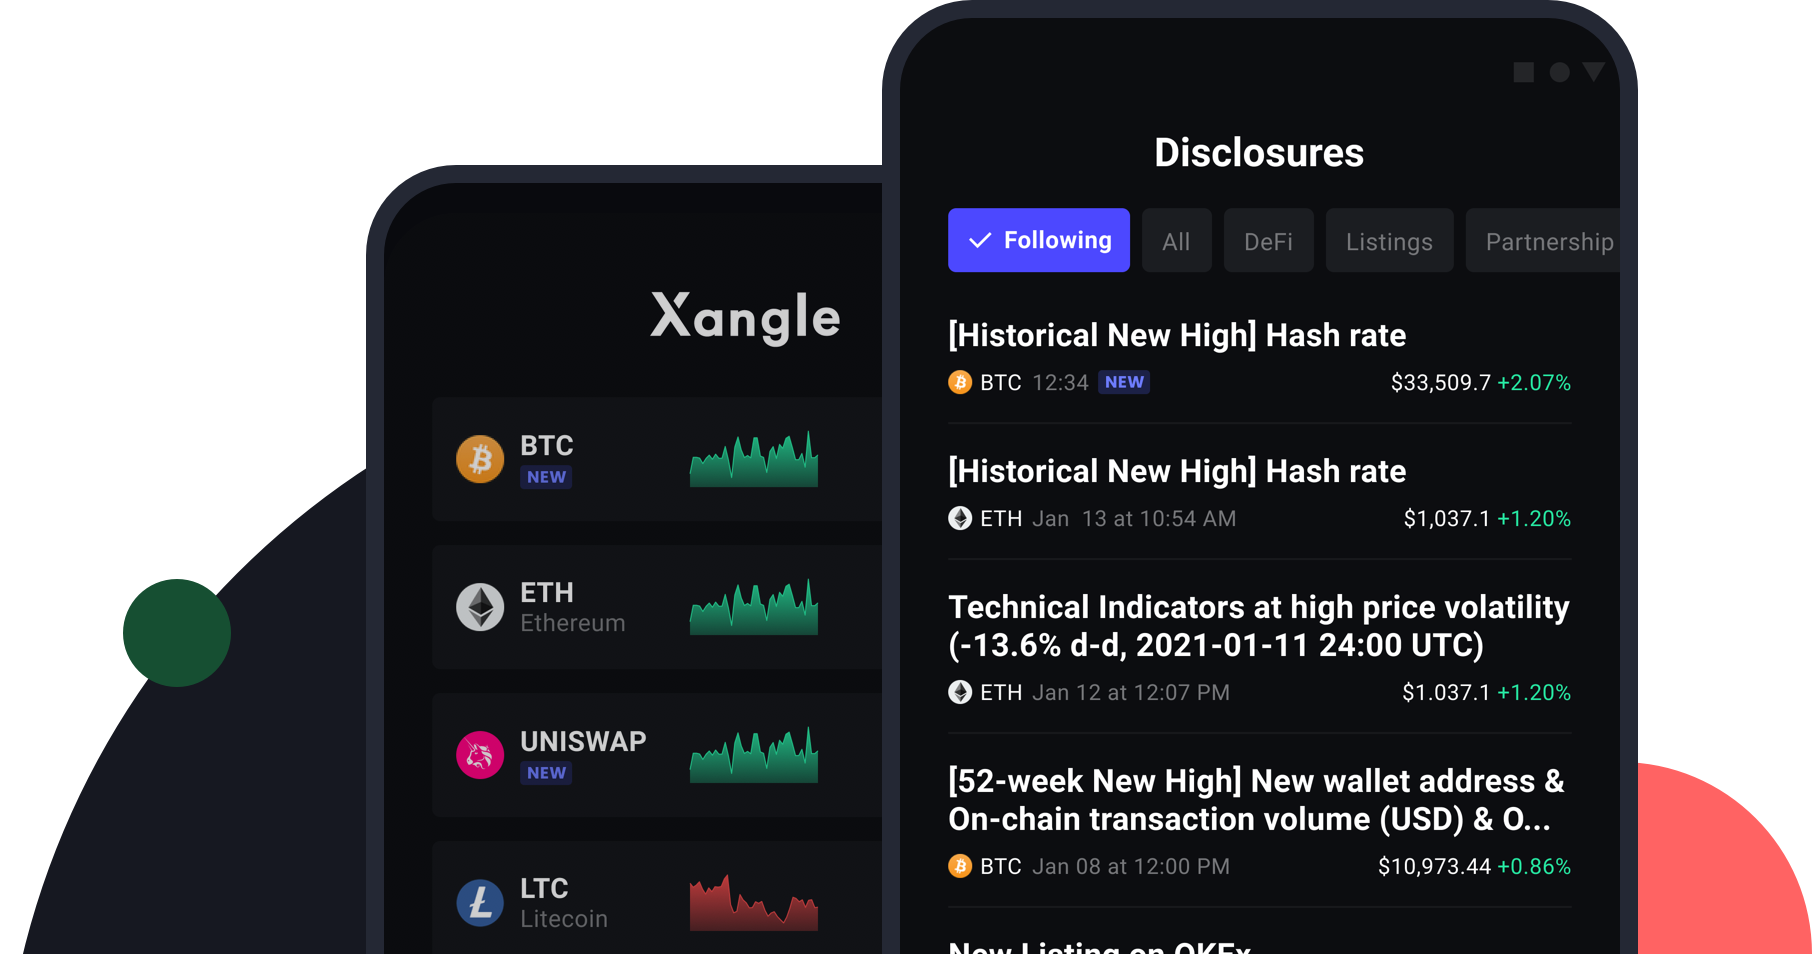 Xangle
BTC
NEW
ETH
Ethereum
UNISWAP
NEW
LTC
Litecoin
Disclosures
Following All DeFi Listings Partnership
[Historical New High] Hash rate
BTC 12:34 NEW $33,509.7 +2.07%
[Historical New High] Hash rate
ETH Jan 13 at 10:54 AM $1,037.1 +1.20%
Technical Indicators at high price volatility
(-13.6% d-d, 2021-01-11 24:00 UTC)
ETH Jan 12 at 12:07 PM $1.037.1 +1.20%
[52-week New High] New wallet address &
On-chain transaction volume (USD) & O...
BTC Jan 08 at 12:00 PM $10,973.44 +0.86%
New Listing on OKEx